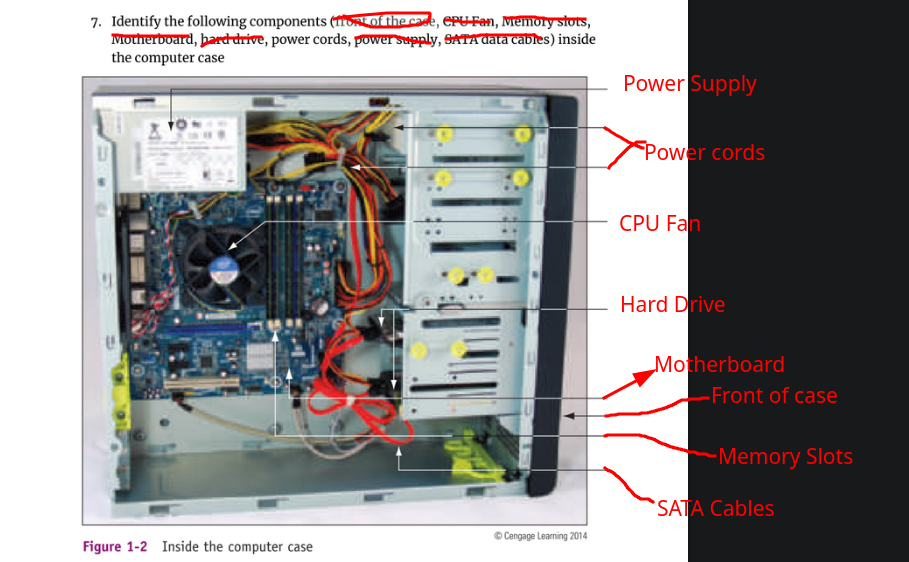 7. Identify the following components (front of the case, CPU Fan, Memory slots,
Motherboard, hard drive, power cords, power supply, SATA data cables) inside
the computer case
Power Supply
Power cords
CPU Fan
Hard Drive
Motherboard
Front of case
Memory Slots
SATA Cables
© Cengage Learning 2014
Figure 1-2 Inside the computer case